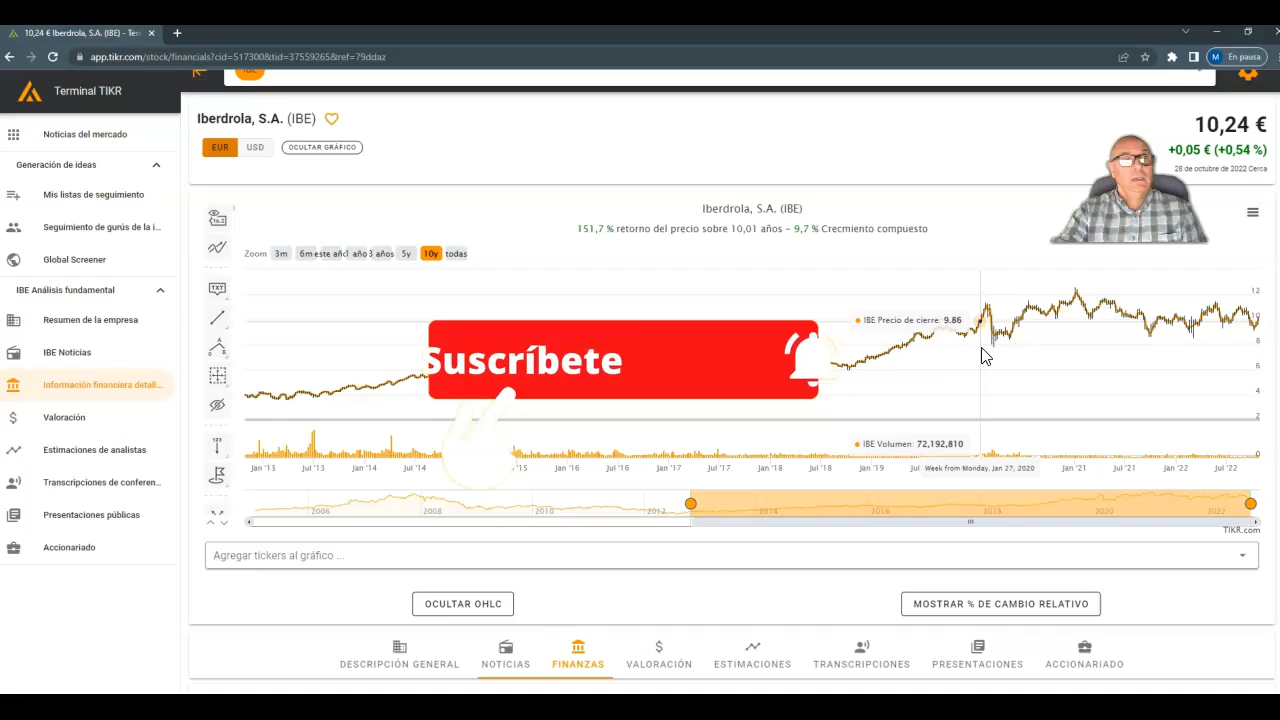 10,24 € Iberdrola, S.A. (IBE) - Ter
app.tikr.com/stock/financials?cid=517300&tid=37559265&ref=79ddaz
M En pausa
Terminal TIKR
IBE
Noticias del mercado
Generación de ideas
Mis listas de seguimiento
Seguimiento de gurús de la i...
Global Screener
IBE Análisis fundamental
Resumen de la empresa
IBE Noticias
Información financiera detall...
Valoración
Estimaciones de analistas
Transcripciones de conferen...
Presentaciones públicas
Accionariado
Iberdrola, S.A. (IBE)
EUR USD OCULTAR GRÁFICO
10,24 €
+0,05 € (+0,54 %)
28 de octubre de 2022 Cerca
Iberdrola, S.A. (IBE)
151,7 % retorno del precio sobre 10,01 años – 9,7 % Crecmiento compuesto
Zoom 3m 6m este año 1 año 3 años 5y 10y todas
16.2
TXT
A
123
12
10
8
6
4
2
0
IBE Precio de cierre: 9.86
Suscríbete
IBE Volumen: 72,192,810
Jan '13 Jul '13 Jan '14 Jul '14 '15 Jan '16 Jul '16 Jan '17 Jul '17 Jan '18 Jul '18 Jan '19 Jul Week from Monday, Jan 27, 2020 Jan '21 Jul '21 Jan '22 Jul '22
2006 2008 2010 2012 2014 2016 2018 2020 2022
TIKR.com
Agregar tickers al gráfico ...
OCULTAR OHLC MOSTRAR % DE CAMBIO RELATIVO
DESCRIPCIÓN GENERAL NOTICIAS FINANZAS VALORACIÓN ESTIMACIONES TRANSCRIPCIONES PRESENTACIONES ACCIONARIADO